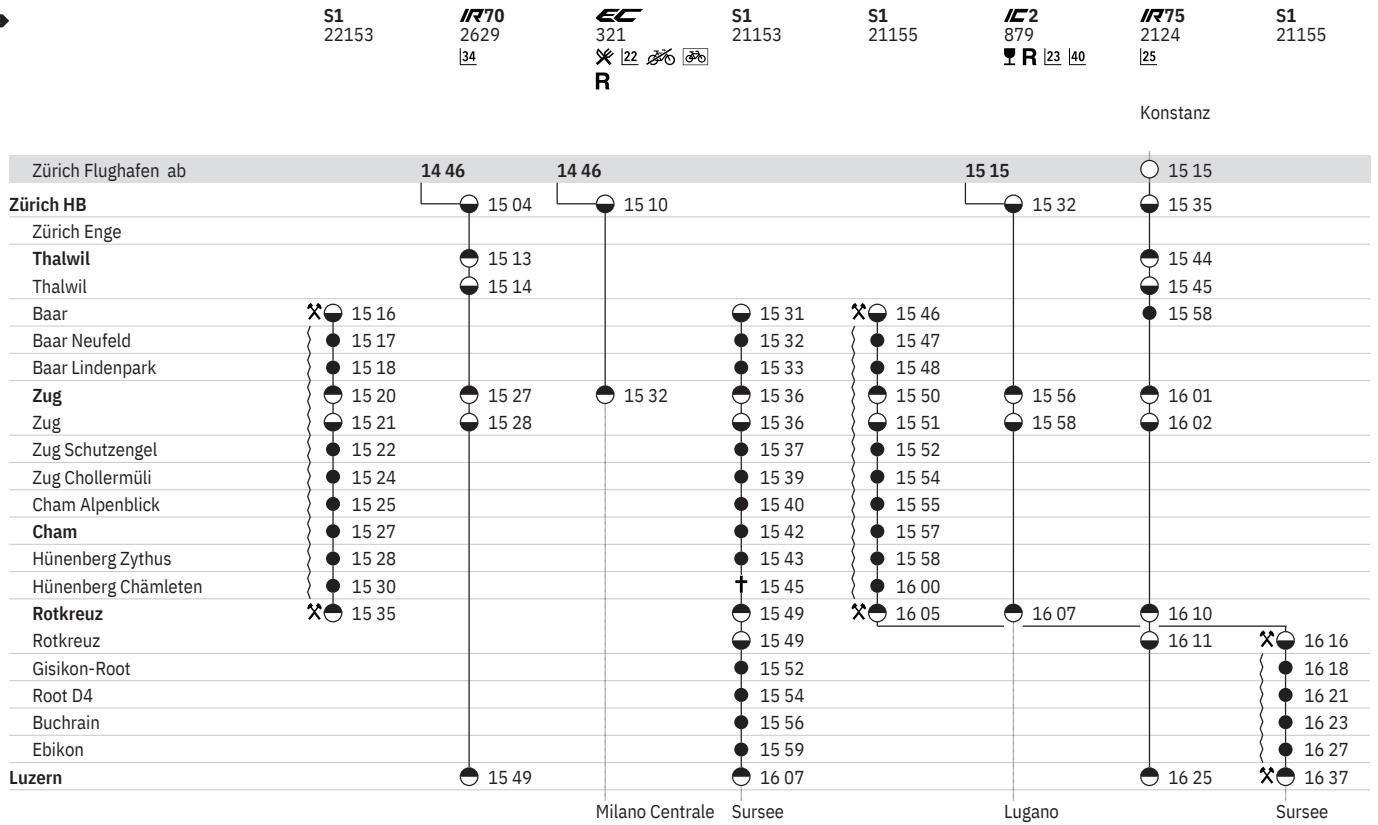 S1 IR70 EC S1 S1 IC2 IR75 S1
22153 2629 321 21153 21155 879 2124 21155
34 22 R 23 40 25
R
Konstanz
Zürich Flughafen ab 14 46 14 46 15 15 15 15
Zürich HB 15 04 15 10 15 32 15 35
Zürich Enge
Thalwil 15 13 15 44
Thalwil 15 14 15 45
Baar 15 16 15 31 15 46 15 58
Baar Neufeld 15 17 15 32 15 47
Baar Lindenpark 15 18 15 33 15 48
Zug 15 20 15 27 15 32 15 36 15 50 15 56 16 01
Zug 15 21 15 28 15 36 15 51 15 58 16 02
Zug Schutzengel 15 22 15 37 15 52
Zug Chollermüli 15 24 15 39 15 54
Cham Alpenblick 15 25 15 40 15 55
Cham 15 27 15 42 15 57
Hünenberg Zythus 15 28 15 43 15 58
Hünenberg Chämleten 15 30 15 45 16 00
Rotkreuz 15 35 15 49 16 05 16 07 16 10
Rotkreuz 15 49 16 11 16 16
Gisikon-Root 15 52 16 18
Root D4 15 54 16 21
Buchrain 15 56 16 23
Ebikon 15 59 16 27
Luzern 15 49 16 07 16 25 16 37
Milano Centrale Sursee Lugano Sursee